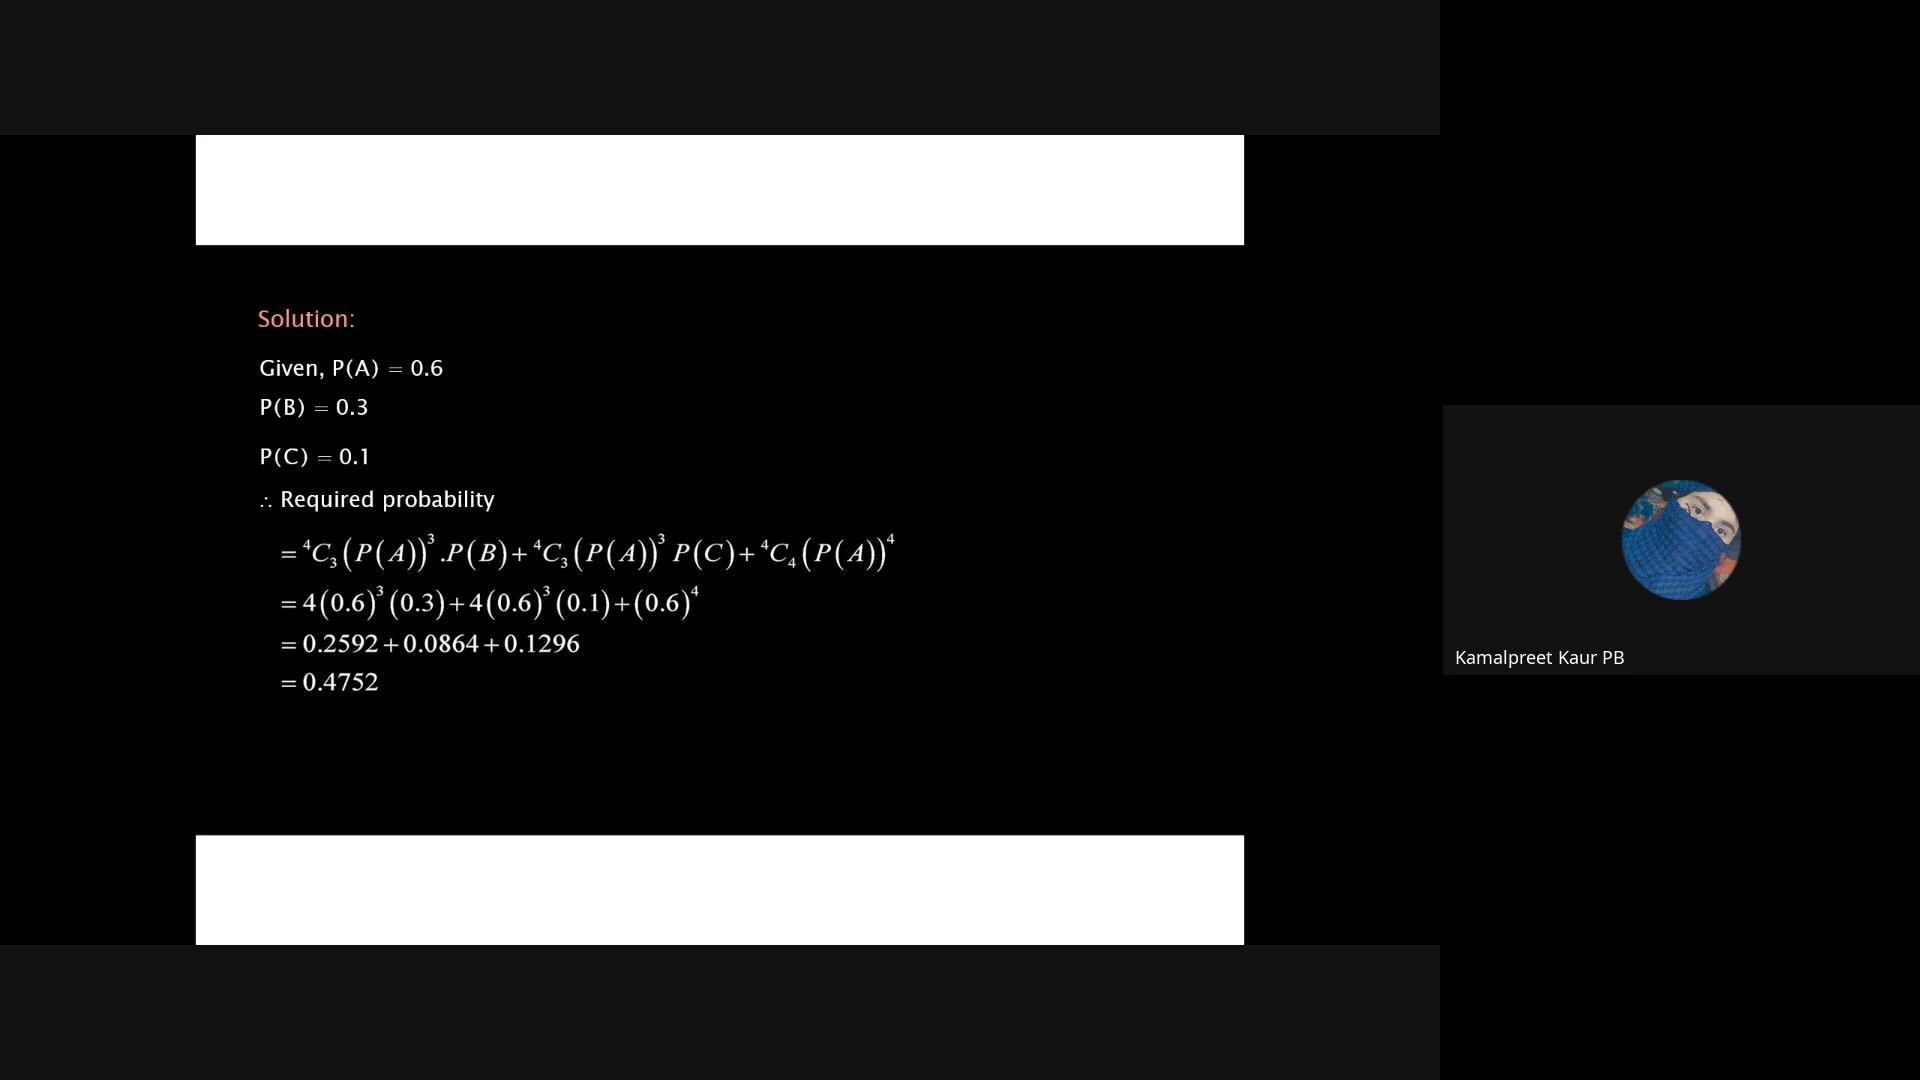 Solution:
Given, P(A) = 0.6
P(B) = 0.3
P(C) = 0.1
∴ Required probability
= ⁴C₃(P(A))³.P(B)+⁴C₃(P(A))³ P(C)+⁴C₄(P(A))⁴
= 4(0.6)³(0.3)+4(0.6)³(0.1)+(0.6)⁴
= 0.2592+0.0864+0.1296
= 0.4752
Kamalpreet Kaur PB